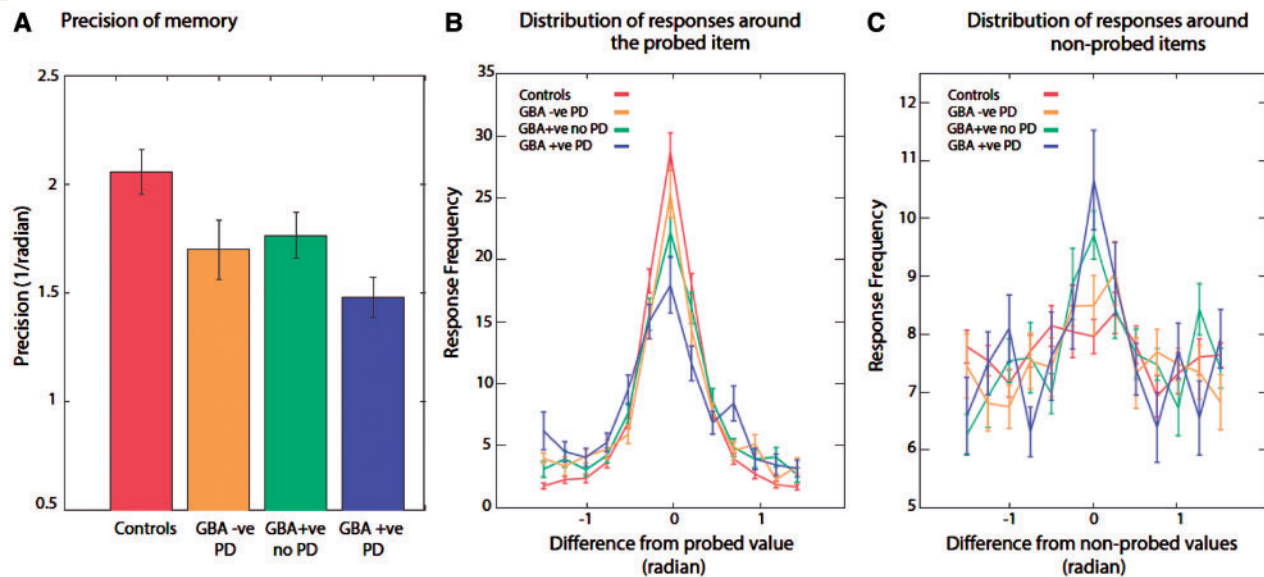 A Precision of memory
2.5
2
1.5
1
0.5
Precision (1/radian)
Controls
GBA -ve
PD
GBA+ve
no PD
GBA +ve
PD
B Distribution of responses around
the probed item
Controls
GBA -ve PD
GBA+ve no PD
GBA +ve PD
35
30
25
20
15
10
5
0
Response Frequency
-1 0 1
Difference from probed value
(radian)
C Distribution of responses around
non-probed items
Controls
GBA -ve PD
GBA+ve no PD
GBA +ve PD
12
11
10
9
8
7
6
5
Response Frequency
-1 0 1
Difference from non-probed values
(radian)